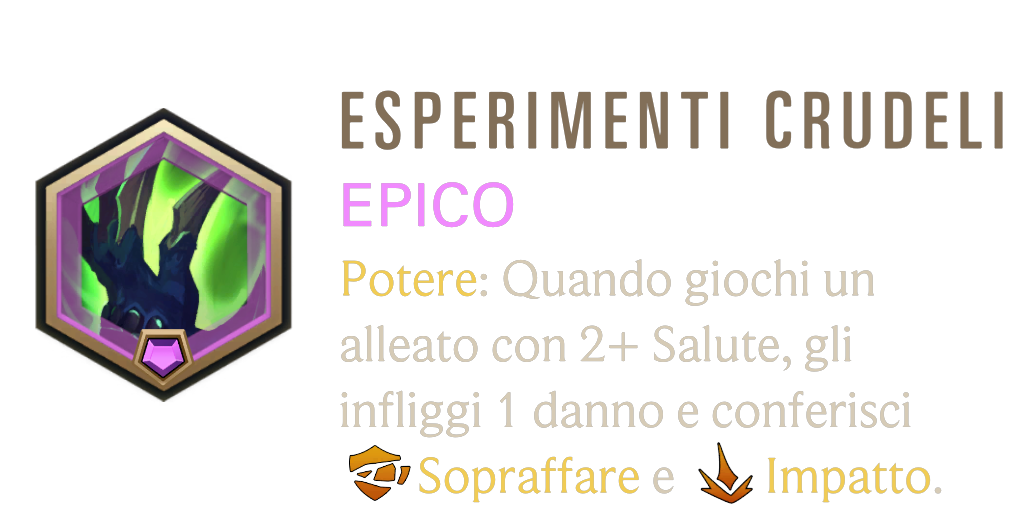 ESPERIMENTI CRUDELI
EPICO
Potere: Quando giochi un
alleato con 2+ Salute, gli
infliggi 1 danno e conferisci
Sopraffare e Impatto.